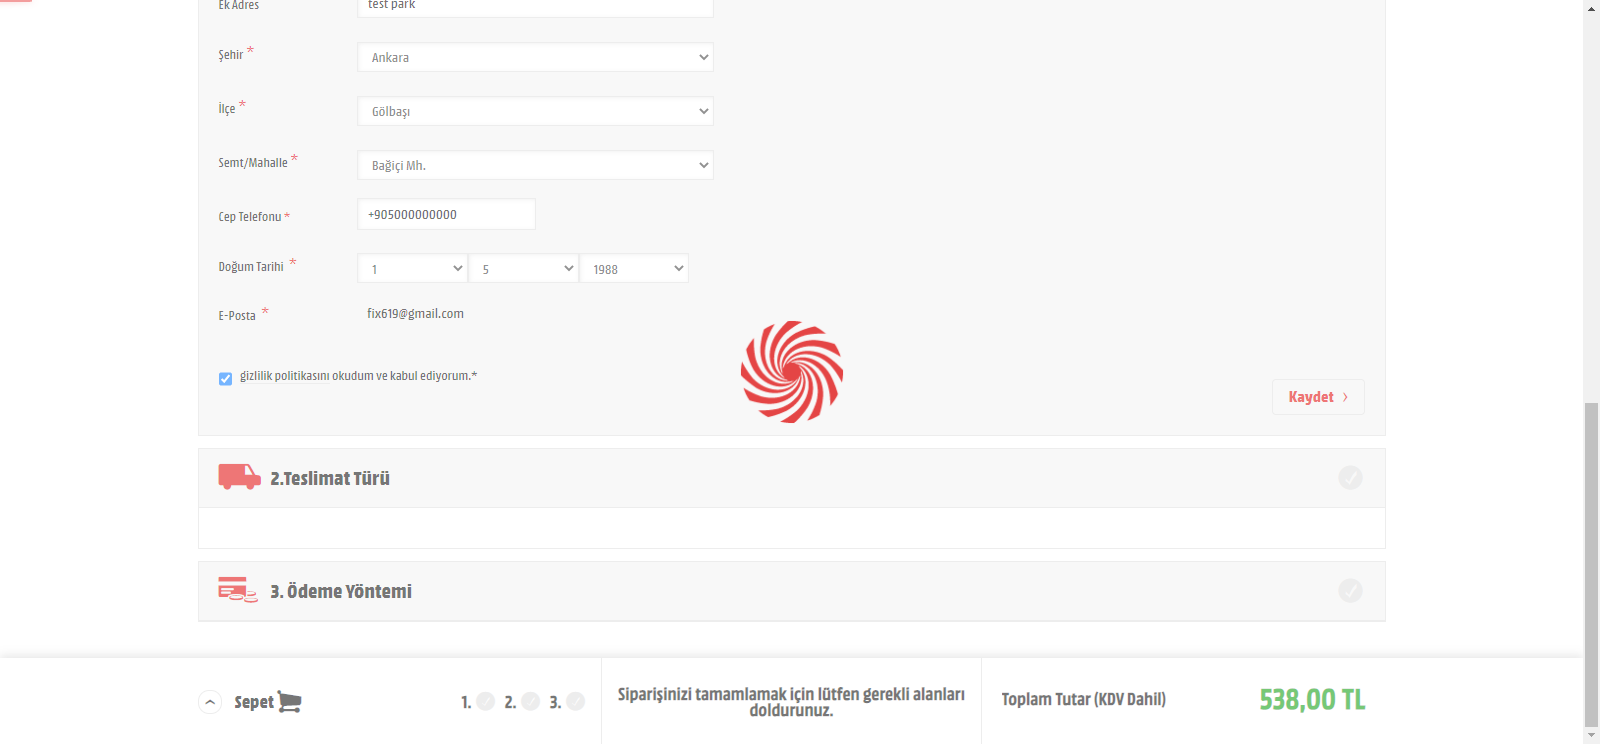 Ek Adres
test park
Şehir *
Ankara
İlçe *
Gölbaşı
Semt/Mahalle *
Bağiçi Mh.
Cep Telefonu *
+905000000000
Doğum Tarihi *
1 5 1988
E-Posta *
fix619@gmail.com
gizlilik politikasını okudum ve kabul ediyorum.*
Kaydet >
2.Teslimat Türü
3. Ödeme Yöntemi
Sepet
1. 2. 3.
Siparişinizi tamamlamak için lütfen gerekli alanları
doldurunuz.
Toplam Tutar (KDV Dahil)
538,00 TL